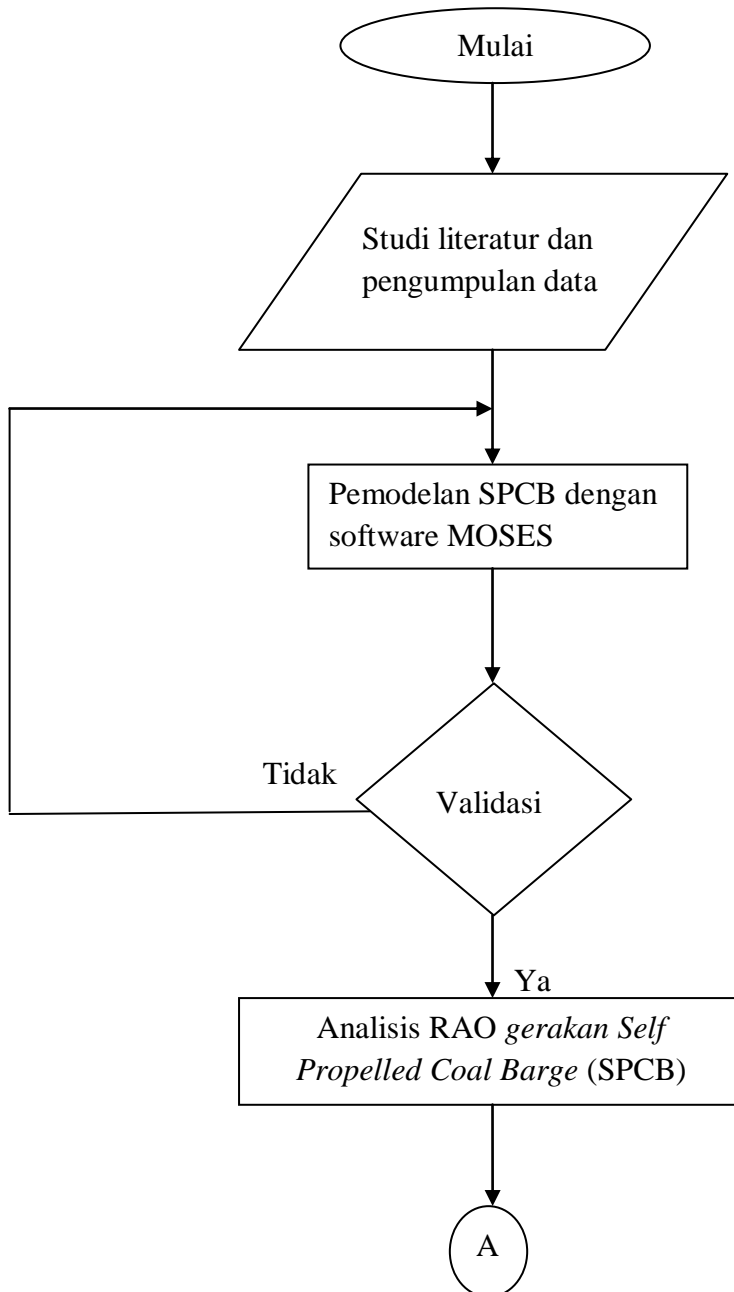 Mulai
Studi literatur dan
pengumpulan data
Pemodelan SPCB dengan
software MOSES
Tidak
Validasi
Ya
Analisis RAO gerakan Self
Propelled Coal Barge (SPCB)
A